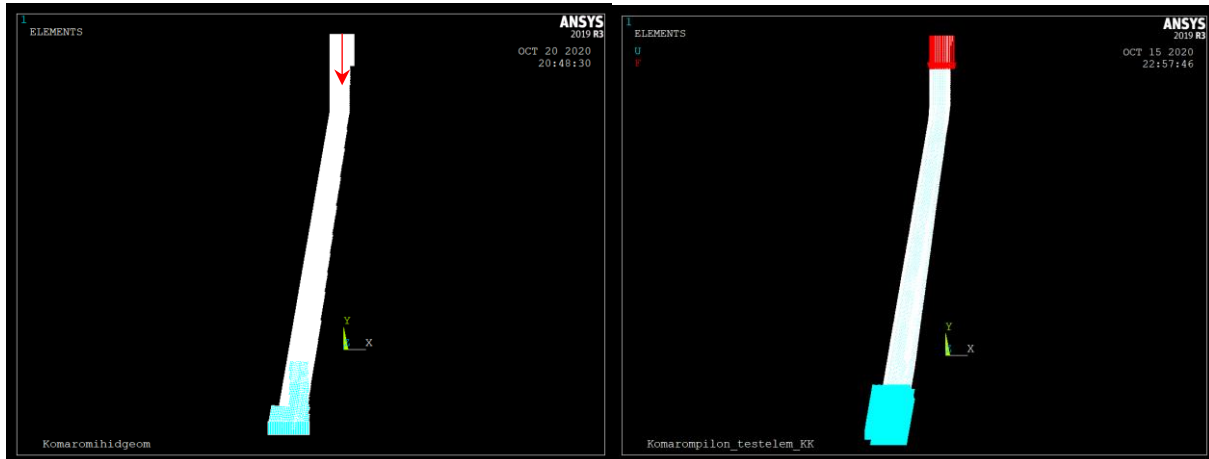 1
ELEMENTS
ANSYS
2019 R3
OCT 20 2020
20:48:30
Y
X
Komaromihidgeom
1
ELEMENTS
U
F
ANSYS
2019 R3
OCT 15 2020
22:57:46
Y
X
Komarompilon_testelem_KK